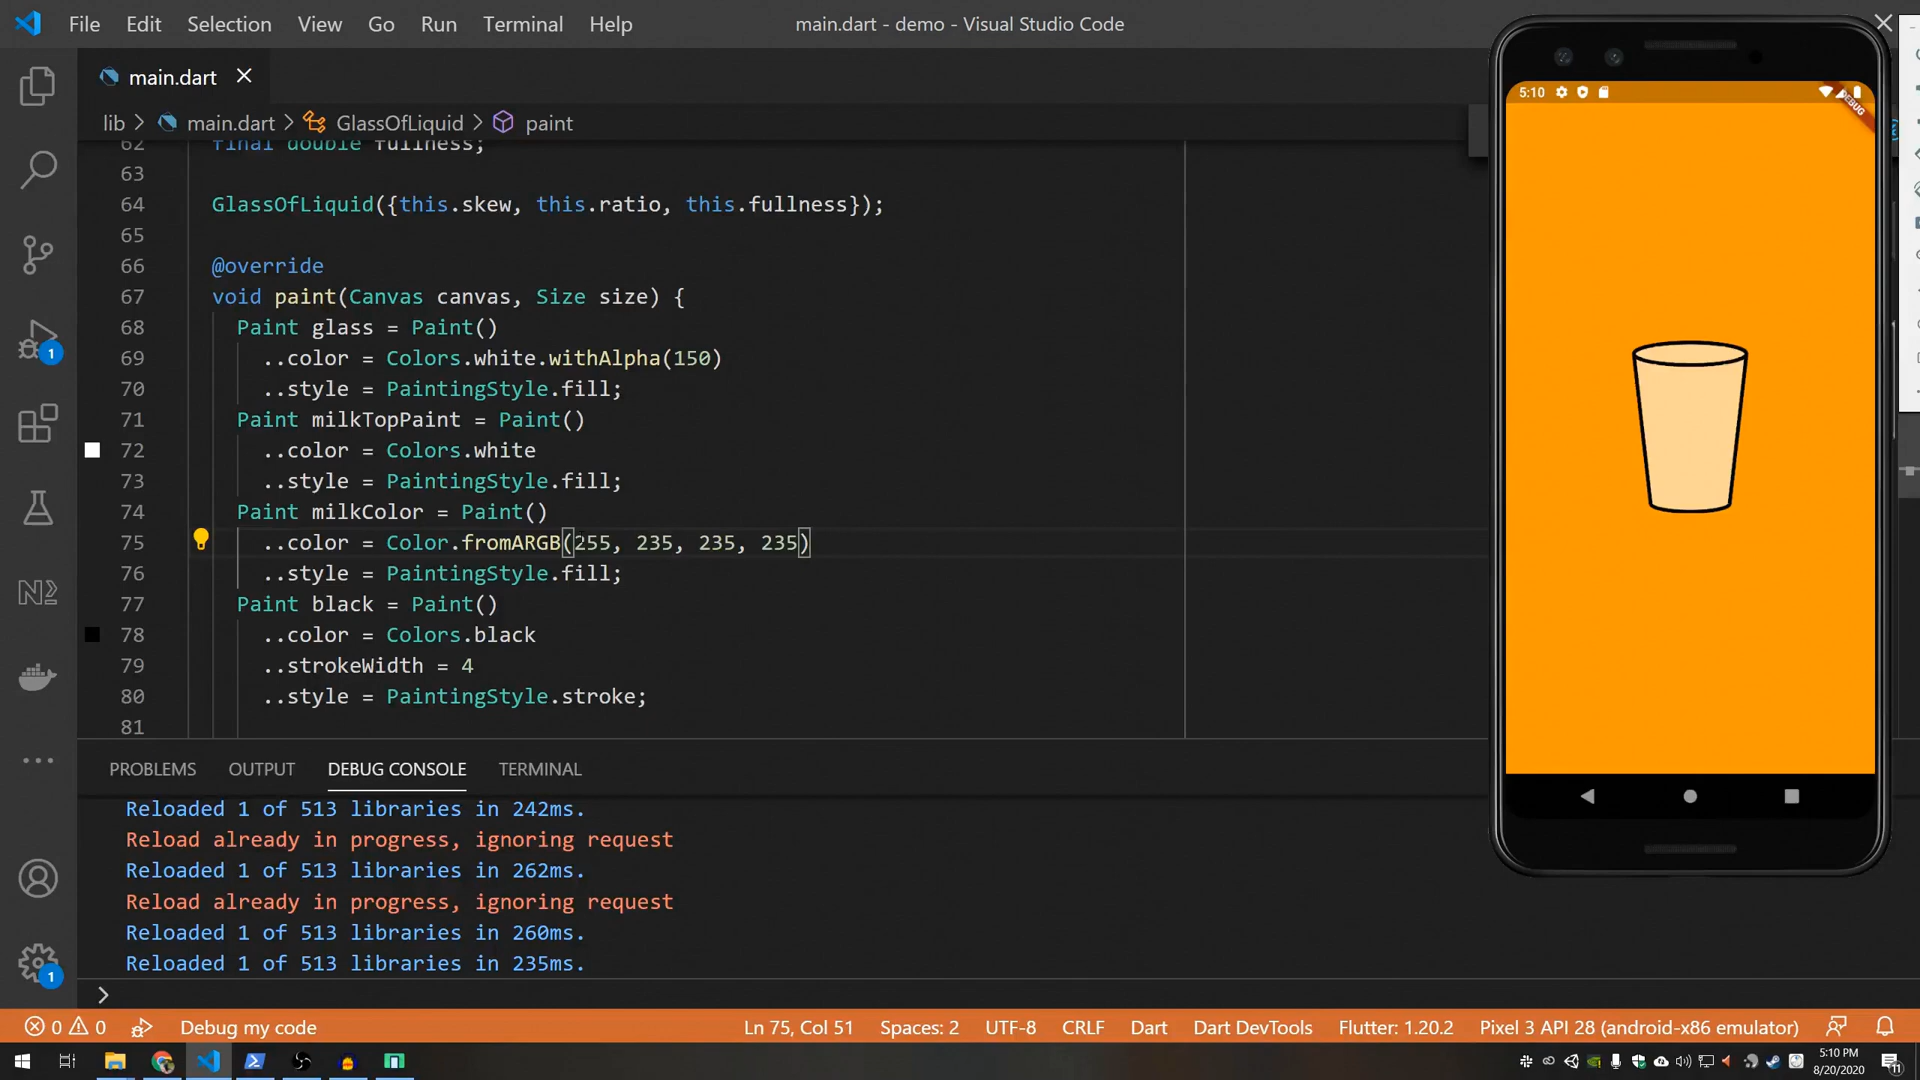 File Edit Selection View Go Run Terminal Help
main.dart - demo - Visual Studio Code
main.dart
lib > main.dart > GlassOfLiquid > paint
62 final double fullness;
63
64 GlassOfLiquid({this.skew, this.ratio, this.fullness});
65
66 @override
67 void paint(Canvas canvas, Size size) {
68 Paint glass = Paint()
69 ..color = Colors.white.withAlpha(150)
70 ..style = PaintingStyle.fill;
71 Paint milkTopPaint = Paint()
72 ..color = Colors.white
73 ..style = PaintingStyle.fill;
74 Paint milkColor = Paint()
75 ..color = Color.fromARGB(255, 235, 235, 235)
76 ..style = PaintingStyle.fill;
77 Paint black = Paint()
78 ..color = Colors.black
79 ..strokeWidth = 4
80 ..style = PaintingStyle.stroke;
81
5:10
DEBUG
1
N
1
PROBLEMS OUTPUT DEBUG CONSOLE TERMINAL
Reloaded 1 of 513 libraries in 242ms.
Reload already in progress, ignoring request
Reloaded 1 of 513 libraries in 262ms.
Reload already in progress, ignoring request
Reloaded 1 of 513 libraries in 260ms.
Reloaded 1 of 513 libraries in 235ms.
>
0 0 Debug my code Ln 75, Col 51 Spaces: 2 UTF-8 CRLF Dart Dart DevTools Flutter: 1.20.2 Pixel 3 API 28 (android-x86 emulator)
5:10 PM
8/20/2020
11